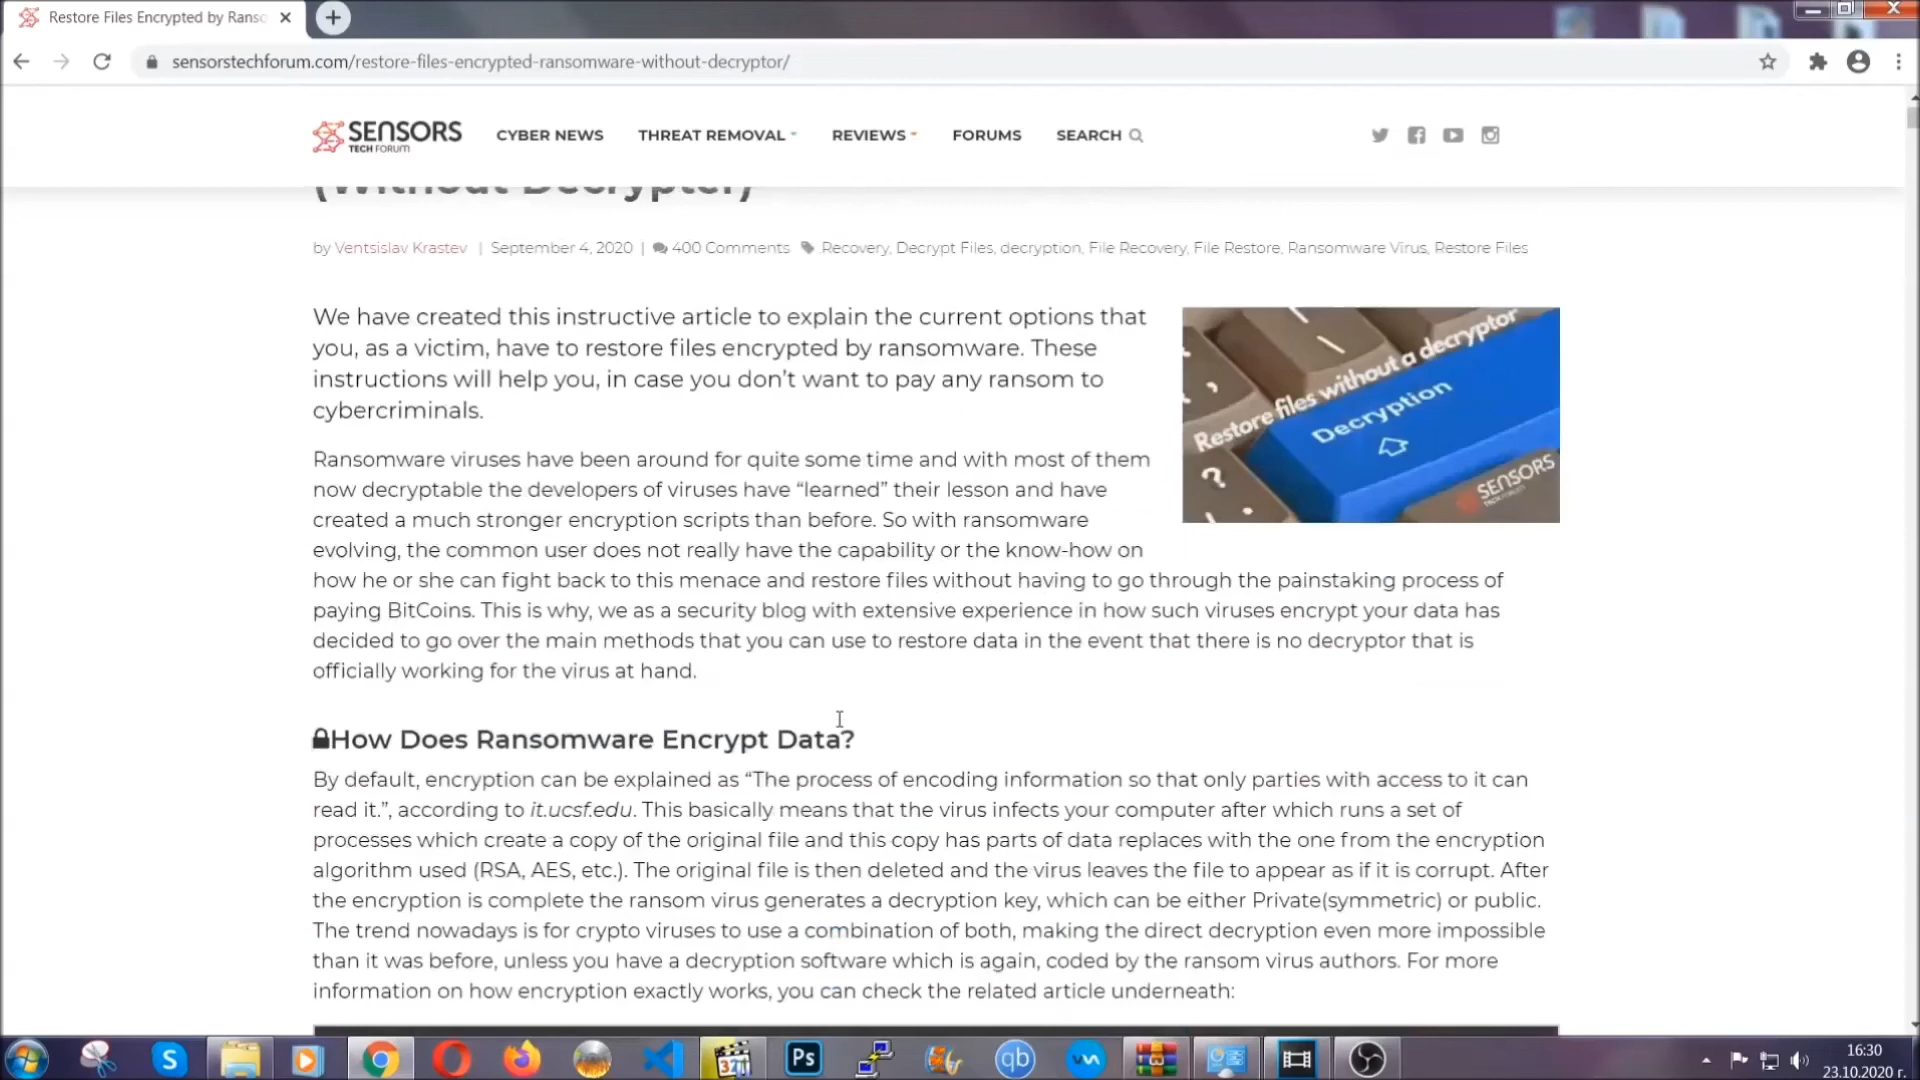 Restore Files Encrypted by Ranso
sensorstechforum.com/restore-files-encrypted-ransomware-without-decryptor/
SENSORS
TECH FORUM
CYBER NEWS
THREAT REMOVAL
REVIEWS
FORUMS
SEARCH
(Without Decrypter)
by Ventsislav Krastev | September 4, 2020 | 400 Comments Recovery, Decrypt Files, decryption, File Recovery, File Restore, Ransomware Virus, Restore Files
We have created this instructive article to explain the current options that
you, as a victim, have to restore files encrypted by ransomware. These
instructions will help you, in case you don’t want to pay any ransom to
cybercriminals.
Restore files without a decryptor
Decryption
SENSORS
Ransomware viruses have been around for quite some time and with most of them
now decryptable the developers of viruses have “learned” their lesson and have
created a much stronger encryption scripts than before. So with ransomware
evolving, the common user does not really have the capability or the know-how on
how he or she can fight back to this menace and restore files without having to go through the painstaking process of
paying BitCoins. This is why, we as a security blog with extensive experience in how such viruses encrypt your data has
decided to go over the main methods that you can use to restore data in the event that there is no decryptor that is
officially working for the virus at hand.
How Does Ransomware Encrypt Data?
By default, encryption can be explained as “The process of encoding information so that only parties with access to it can
read it.”, according to it.ucsf.edu. This basically means that the virus infects your computer after which runs a set of
processes which create a copy of the original file and this copy has parts of data replaces with the one from the encryption
algorithm used (RSA, AES, etc.). The original file is then deleted and the virus leaves the file to appear as if it is corrupt. After
the encryption is complete the ransom virus generates a decryption key, which can be either Private(symmetric) or public.
The trend nowadays is for crypto viruses to use a combination of both, making the direct decryption even more impossible
than it was before, unless you have a decryption software which is again, coded by the ransom virus authors. For more
information on how encryption exactly works, you can check the related article underneath:
S
321
Ps
qb
16:30
23.10.2020 г.